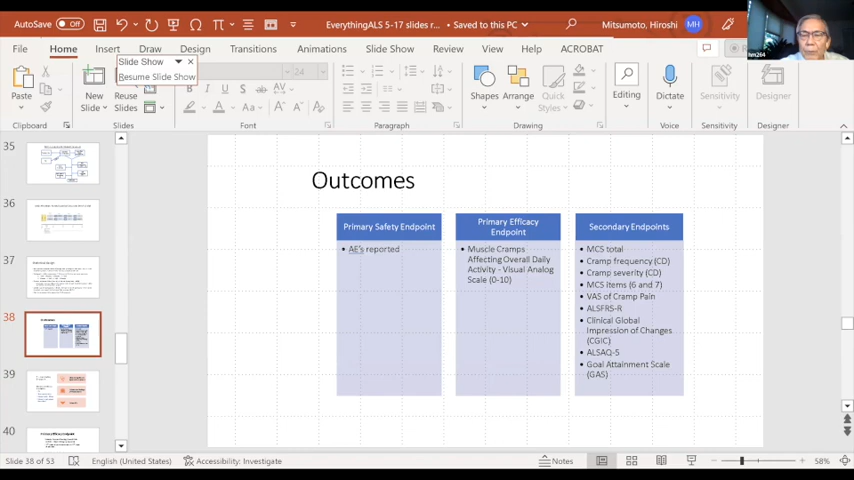 AutoSave Off EverythingALS 5-17 slides r... • Saved to this PC Mitsumoto, Hiroshi MH
File Home Insert Draw Design Transitions Animations Slide Show Review View Help ACROBAT
Slide Show
Resume Slide Show
hm264
Paste New Slide Reuse Slides 24 Shapes Arrange Quick Styles Editing Dictate Sensitivity Designer
B I U S ab AV Aa A
Clipboard Slides Font Paragraph Drawing Voice Sensitivity Designer
35
36
37
38
39
40
Outcomes
Primary Safety Endpoint
• AE's reported
Primary Efficacy
Endpoint
• Muscle Cramps
Affecting Overall Daily
Activity - Visual Analog
Scale (0-10)
Secondary Endpoints
• MCS total
• Cramp frequency (CD)
• Cramp severity (CD)
• MCS items (6 and 7)
• VAS of Cramp Pain
• ALSFRS-R
• Clinical Global
Impression of Changes
(CGIC)
• ALSAQ-5
• Goal Attainment Scale
(GAS)
Slide 38 of 53 English (United States) Accessibility: Investigate Notes 58%